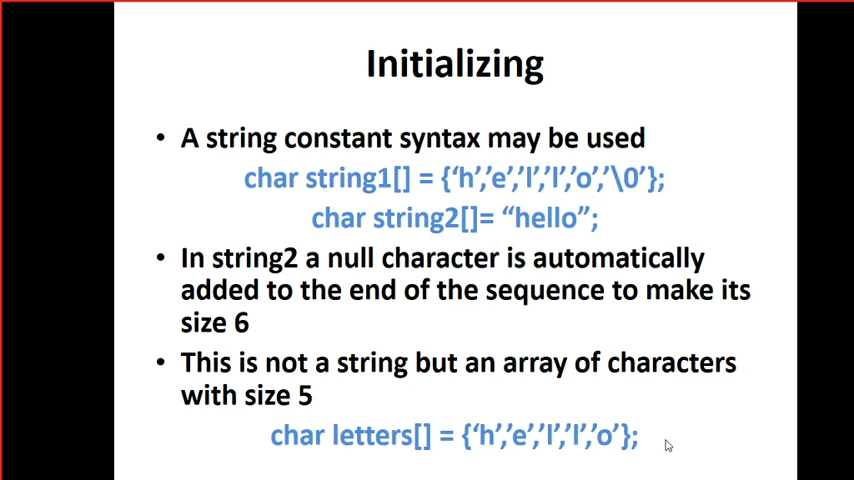 Initializing
• A string constant syntax may be used
char string1[] = {‘h’,’e’,’l’,’l’,’o’,’\0’};
char string2[]= “hello”;
• In string2 a null character is automatically
added to the end of the sequence to make its
size 6
• This is not a string but an array of characters
with size 5
char letters[] = {‘h’,’e’,’l’,’l’,’o’};